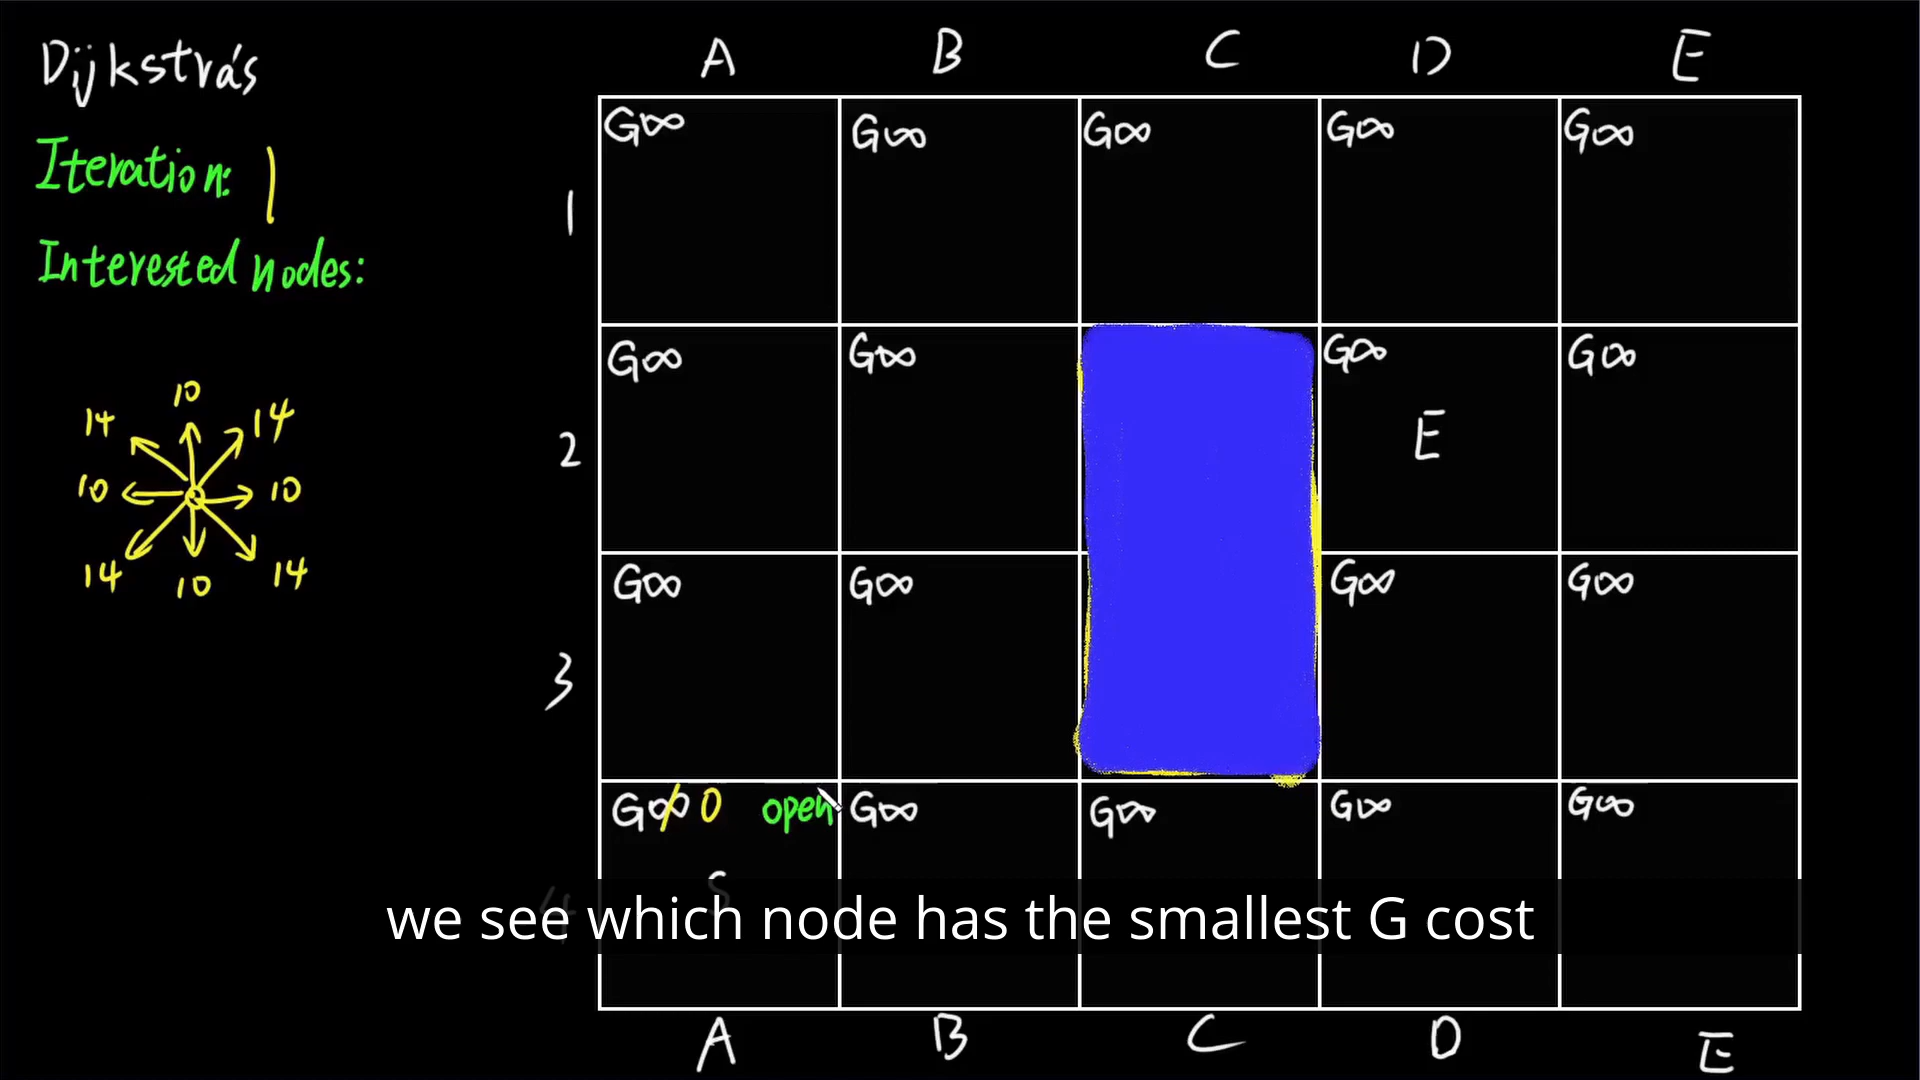 Dijkstra's
Iteration: 1
Interested nodes:
10
14 14
10 10
14 14
10
A B C D E
G∞ G∞ G∞ G∞ G∞
1
G∞ G∞ G∞ G∞
2 E
G∞ G∞ G∞ G∞
3
G∞ 0 open G∞ G∞ G∞ G∞
S
4
we see which node has the smallest G cost
A B C D E